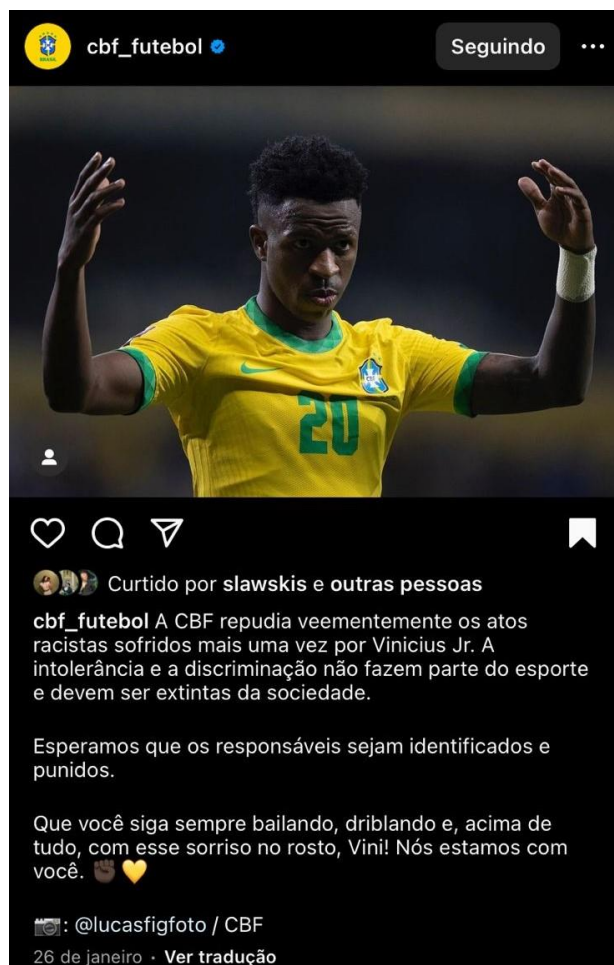 cbf_futebol
Seguindo
BRASIL
20
CBF
Curtido por slawskis e outras pessoas
cbf_futebol A CBF repudia veementemente os atos
racistas sofridos mais uma vez por Vinicius Jr. A
intolerância e a discriminação não fazem parte do esporte
e devem ser extintas da sociedade.
Esperamos que os responsáveis sejam identificados e
punidos.
Que você siga sempre bailando, driblando e, acima de
tudo, com esse sorriso no rosto, Vini! Nós estamos com
você. ✊🏿 💛
📷: @lucasfigfoto / CBF
26 de janeiro · Ver tradução